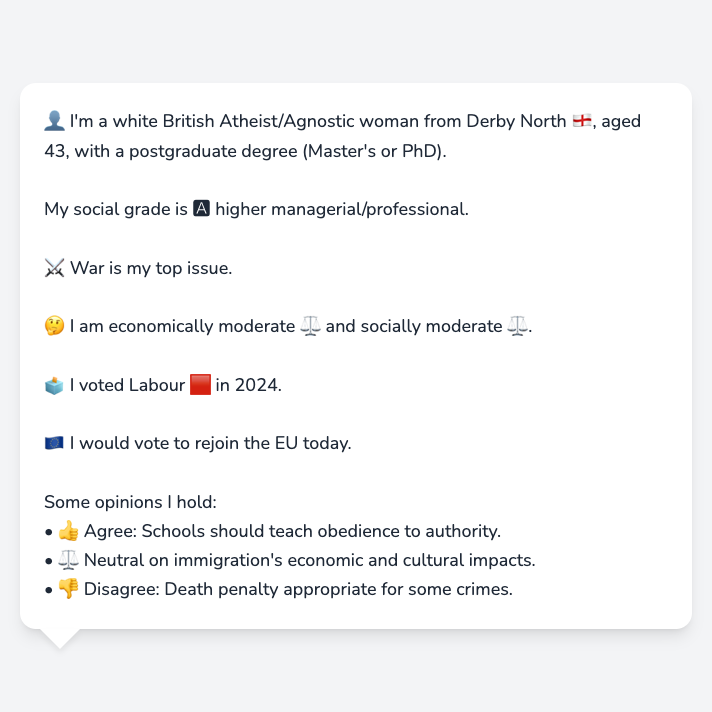 👤 I'm a white British Atheist/Agnostic woman from Derby North 🏴󠁧󠁢󠁥󠁮󠁧󠁿, aged
43, with a postgraduate degree (Master's or PhD).
My social grade is 🅰 higher managerial/professional.
⚔️ War is my top issue.
🤔 I am economically moderate ⚖️ and socially moderate ⚖️.
🗳️ I voted Labour 🟥 in 2024.
🇪🇺 I would vote to rejoin the EU today.
Some opinions I hold:
• 👍 Agree: Schools should teach obedience to authority.
• ⚖️ Neutral on immigration's economic and cultural impacts.
• 👎 Disagree: Death penalty appropriate for some crimes.